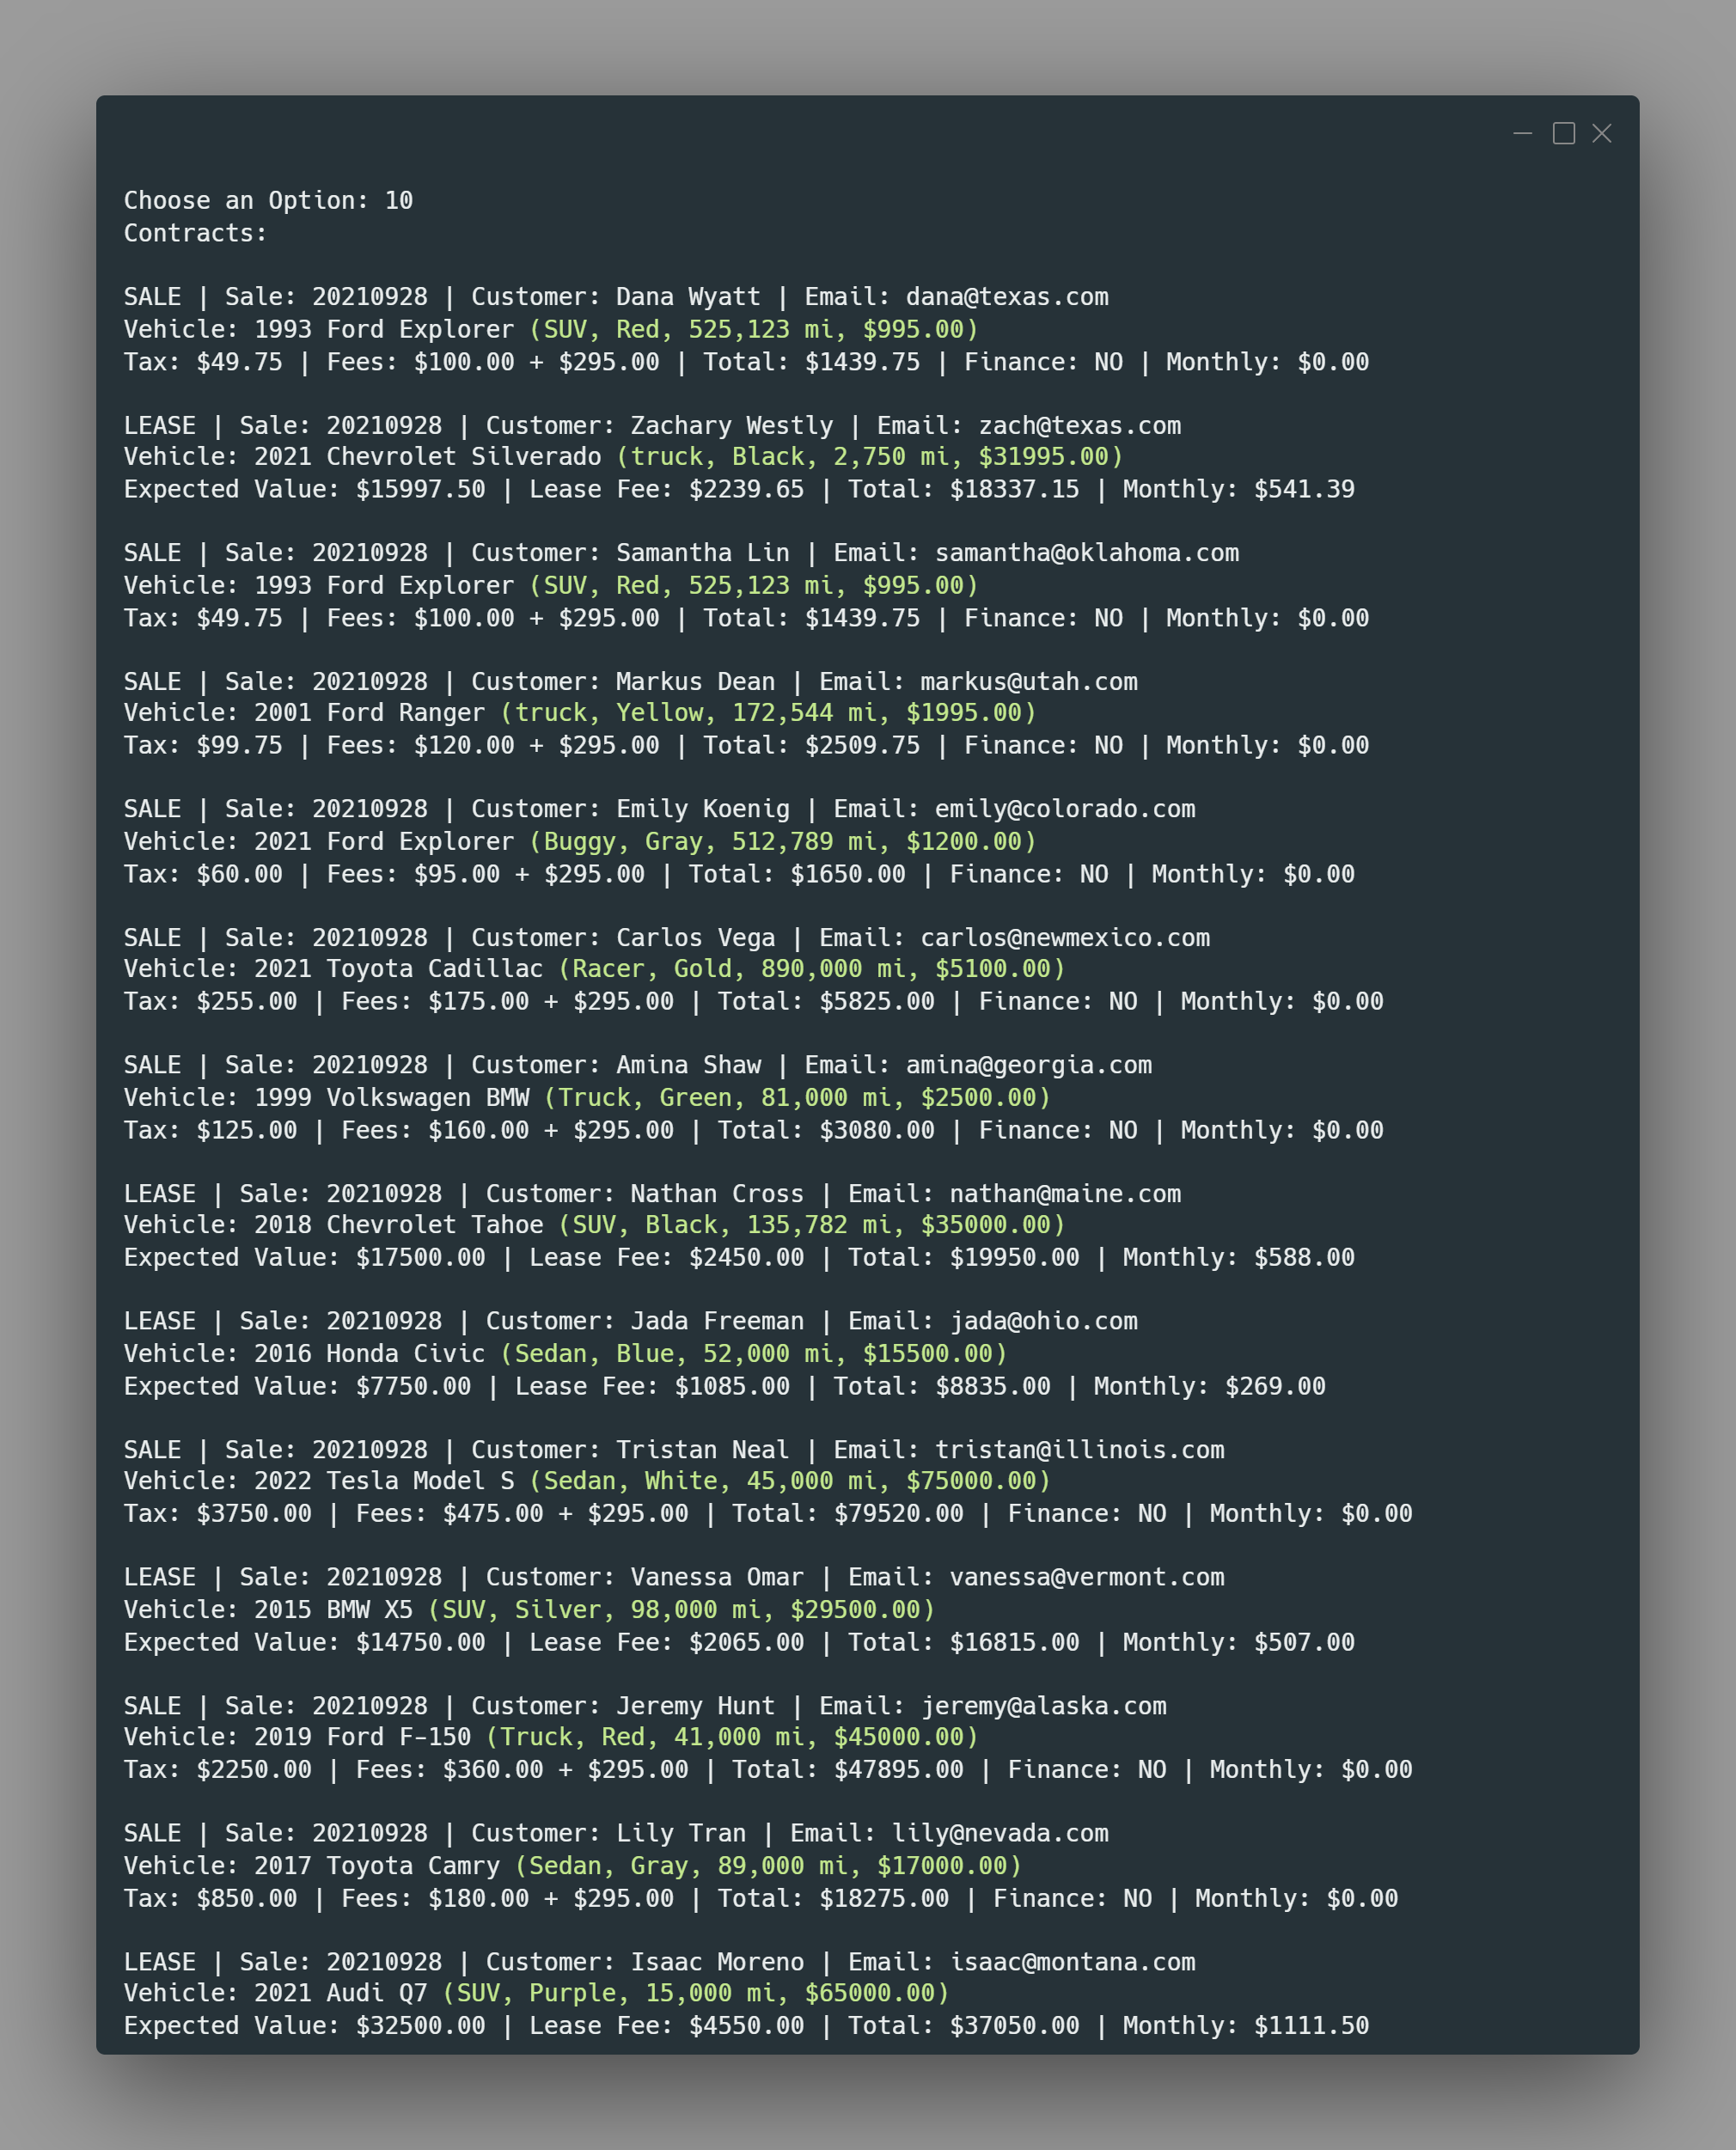 Choose an Option: 10
Contracts:
SALE | Sale: 20210928 | Customer: Dana Wyatt | Email: dana@texas.com
Vehicle: 1993 Ford Explorer (SUV, Red, 525,123 mi, $995.00)
Tax: $49.75 | Fees: $100.00 + $295.00 | Total: $1439.75 | Finance: NO | Monthly: $0.00
LEASE | Sale: 20210928 | Customer: Zachary Westly | Email: zach@texas.com
Vehicle: 2021 Chevrolet Silverado (truck, Black, 2,750 mi, $31995.00)
Expected Value: $15997.50 | Lease Fee: $2239.65 | Total: $18337.15 | Monthly: $541.39
SALE | Sale: 20210928 | Customer: Samantha Lin | Email: samantha@oklahoma.com
Vehicle: 1993 Ford Explorer (SUV, Red, 525,123 mi, $995.00)
Tax: $49.75 | Fees: $100.00 + $295.00 | Total: $1439.75 | Finance: NO | Monthly: $0.00
SALE | Sale: 20210928 | Customer: Markus Dean | Email: markus@utah.com
Vehicle: 2001 Ford Ranger (truck, Yellow, 172,544 mi, $1995.00)
Tax: $99.75 | Fees: $120.00 + $295.00 | Total: $2509.75 | Finance: NO | Monthly: $0.00
SALE | Sale: 20210928 | Customer: Emily Koenig | Email: emily@colorado.com
Vehicle: 2021 Ford Explorer (Buggy, Gray, 512,789 mi, $1200.00)
Tax: $60.00 | Fees: $95.00 + $295.00 | Total: $1650.00 | Finance: NO | Monthly: $0.00
SALE | Sale: 20210928 | Customer: Carlos Vega | Email: carlos@newmexico.com
Vehicle: 2021 Toyota Cadillac (Racer, Gold, 890,000 mi, $5100.00)
Tax: $255.00 | Fees: $175.00 + $295.00 | Total: $5825.00 | Finance: NO | Monthly: $0.00
SALE | Sale: 20210928 | Customer: Amina Shaw | Email: amina@georgia.com
Vehicle: 1999 Volkswagen BMW (Truck, Green, 81,000 mi, $2500.00)
Tax: $125.00 | Fees: $160.00 + $295.00 | Total: $3080.00 | Finance: NO | Monthly: $0.00
LEASE | Sale: 20210928 | Customer: Nathan Cross | Email: nathan@maine.com
Vehicle: 2018 Chevrolet Tahoe (SUV, Black, 135,782 mi, $35000.00)
Expected Value: $17500.00 | Lease Fee: $2450.00 | Total: $19950.00 | Monthly: $588.00
LEASE | Sale: 20210928 | Customer: Jada Freeman | Email: jada@ohio.com
Vehicle: 2016 Honda Civic (Sedan, Blue, 52,000 mi, $15500.00)
Expected Value: $7750.00 | Lease Fee: $1085.00 | Total: $8835.00 | Monthly: $269.00
SALE | Sale: 20210928 | Customer: Tristan Neal | Email: tristan@illinois.com
Vehicle: 2022 Tesla Model S (Sedan, White, 45,000 mi, $75000.00)
Tax: $3750.00 | Fees: $475.00 + $295.00 | Total: $79520.00 | Finance: NO | Monthly: $0.00
LEASE | Sale: 20210928 | Customer: Vanessa Omar | Email: vanessa@vermont.com
Vehicle: 2015 BMW X5 (SUV, Silver, 98,000 mi, $29500.00)
Expected Value: $14750.00 | Lease Fee: $2065.00 | Total: $16815.00 | Monthly: $507.00
SALE | Sale: 20210928 | Customer: Jeremy Hunt | Email: jeremy@alaska.com
Vehicle: 2019 Ford F-150 (Truck, Red, 41,000 mi, $45000.00)
Tax: $2250.00 | Fees: $360.00 + $295.00 | Total: $47895.00 | Finance: NO | Monthly: $0.00
SALE | Sale: 20210928 | Customer: Lily Tran | Email: lily@nevada.com
Vehicle: 2017 Toyota Camry (Sedan, Gray, 89,000 mi, $17000.00)
Tax: $850.00 | Fees: $180.00 + $295.00 | Total: $18275.00 | Finance: NO | Monthly: $0.00
LEASE | Sale: 20210928 | Customer: Isaac Moreno | Email: isaac@montana.com
Vehicle: 2021 Audi Q7 (SUV, Purple, 15,000 mi, $65000.00)
Expected Value: $32500.00 | Lease Fee: $4550.00 | Total: $37050.00 | Monthly: $1111.50